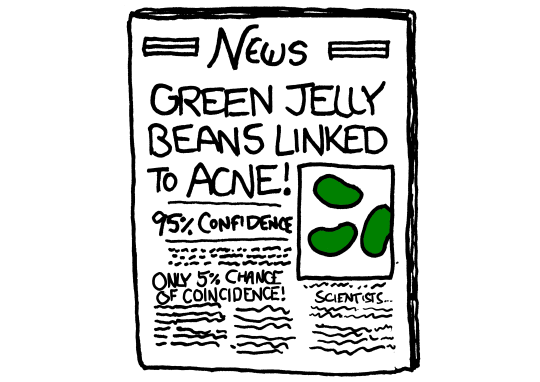 News
GREEN JELLY
BEANS LINKED
TO ACNE!
95% CONFIDENCE
ONLY 5% CHANCE
OF COINCIDENCE!
SCIENTISTS...